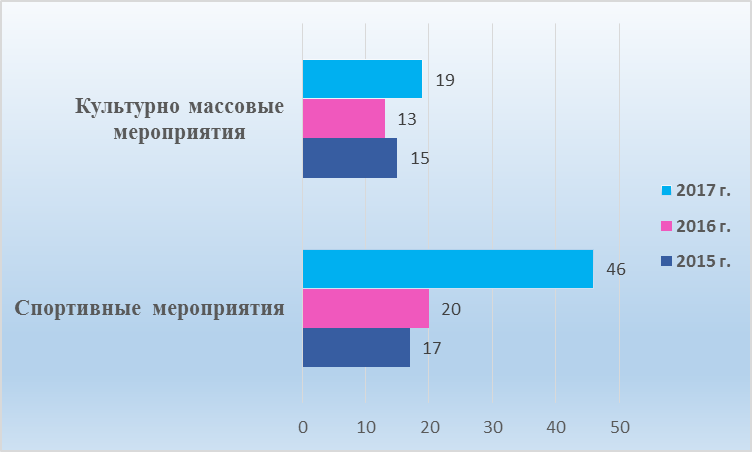 Культурно массовые
мероприятия
19
13
15
Спортивные мероприятия
46
20
17
2017 г.
2016 г.
2015 г.
0 10 20 30 40 50